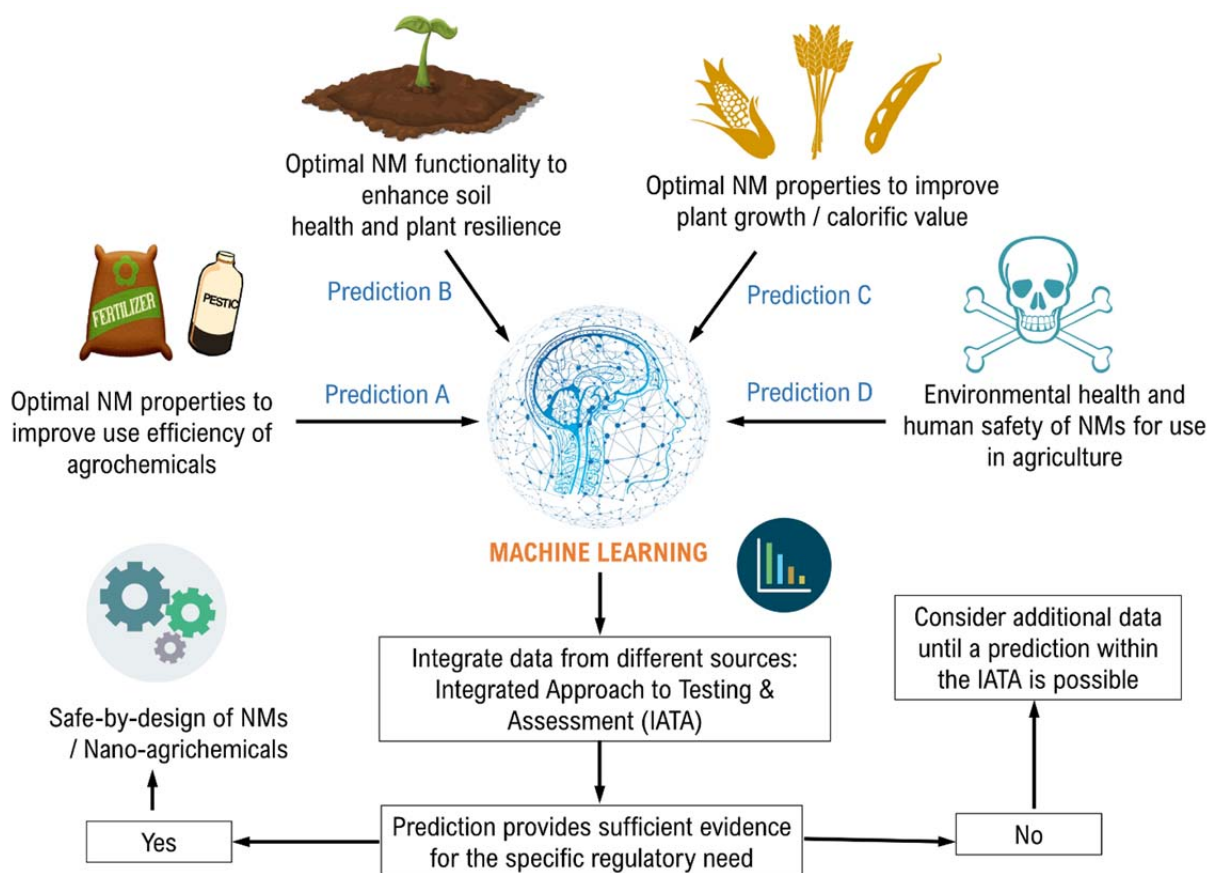 Optimal NM functionality to
enhance soil
health and plant resilience
Optimal NM properties to improve
plant growth / calorific value
FERTILIZER
PESTIC
Prediction B
Prediction C
Optimal NM properties to
improve use efficiency of
agrochemicals
Prediction A
Prediction D
Environmental health and
human safety of NMs for use
in agriculture
MACHINE LEARNING
Integrate data from different sources:
Integrated Approach to Testing &
Assessment (IATA)
Consider additional data
until a prediction within
the IATA is possible
Safe-by-design of NMs
/ Nano-agrichemicals
Yes
Prediction provides sufficient evidence
for the specific regulatory need
No